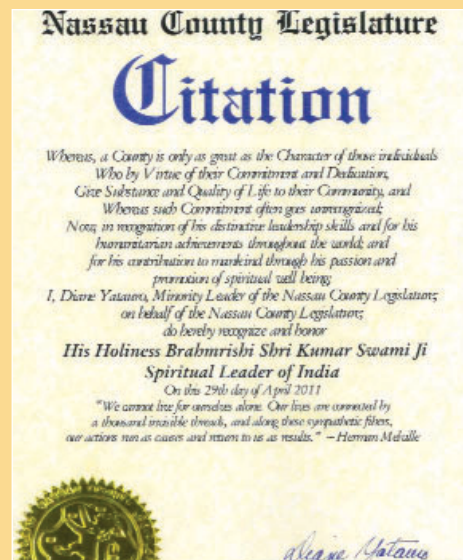 Nassau County Legislature
Citation
Whereas, a County is only as great as the Character of those individuals
Who by Virtue of their Commitment and Dedication,
Give Substance and Quality of Life to their Community, and
Whereas such Commitment often goes unrecognized;
Now, in recognition of his distinctive leadership skills and for his
humanitarian achievements throughout the world; and
for his contribution to mankind through his passion and
promotion of spiritual well being;
I, Diane Yatauro, Minority Leader of the Nassau County Legislature;
on behalf of the Nassau County Legislature;
do hereby recognize and honor
His Holiness Brahmrishi Shri Kumar Swami Ji
Spiritual Leader of India
On this 29th day of April 2011
"We cannot live for ourselves alone. Our lives are connected by
a thousand invisible threads, and along these sympathetic fibers,
our actions run as causes and return to us as results." – Herman Melville
Diane Yatauro